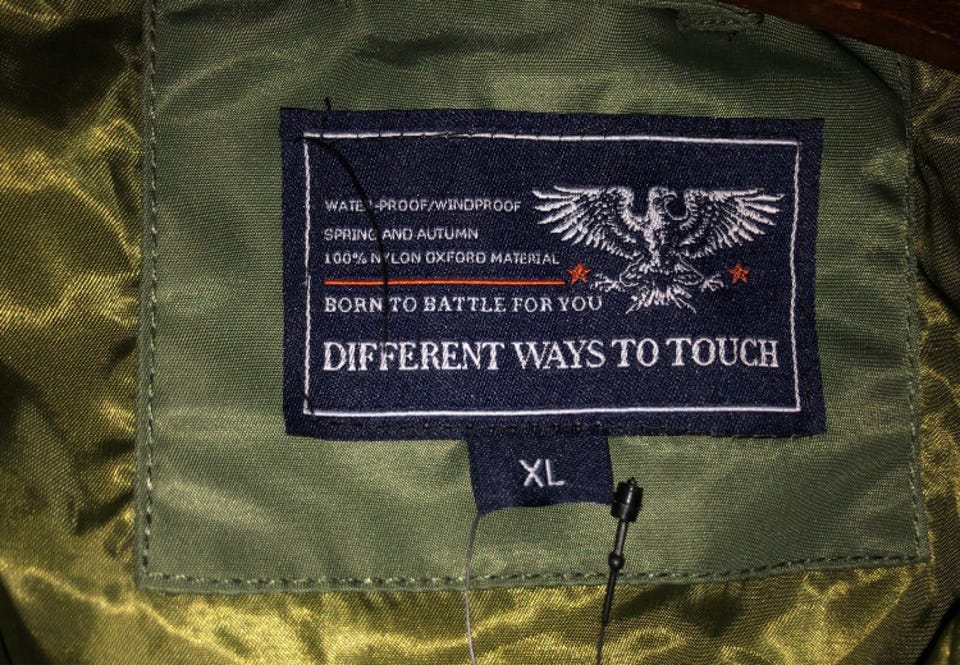 WATER-PROOF/WINDPROOF
SPRING AND AUTUMN
100% NYLON OXFORD MATERIAL
BORN TO BATTLE FOR YOU
DIFFERENT WAYS TO TOUCH
XL